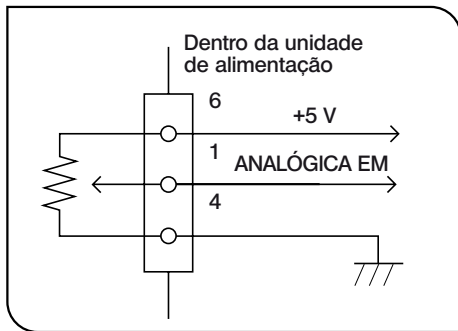 Dentro da unidade
de alimentação
6
+5 V
1
ANALÓGICA EM
4